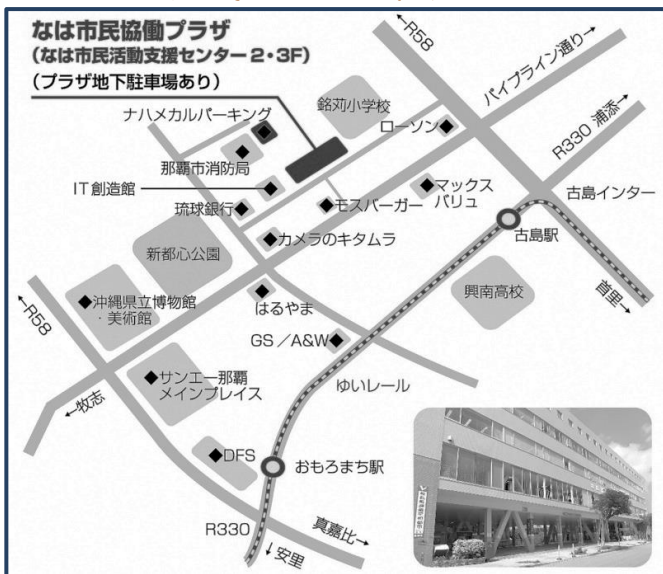 なは市民協働プラザ
(なは市民活動支援センター2・3F)
(プラザ地下駐車場あり)
R58
パイプライン通り
銘苅小学校
ナハメカルパーキング
ローソン
R330 浦添
那覇市消防局
IT創造館
マックス
バリュ
古島インター
琉球銀行
モスバーガー
古島駅
カメラのキタムラ
新都心公園
興南高校
首里
R58
沖縄県立博物館
・美術館
はるやま
GS／A&W
ゆいレール
牧志
サンエー那覇
メインプレイス
DFS
おもろまち駅
R330
真嘉比
安里